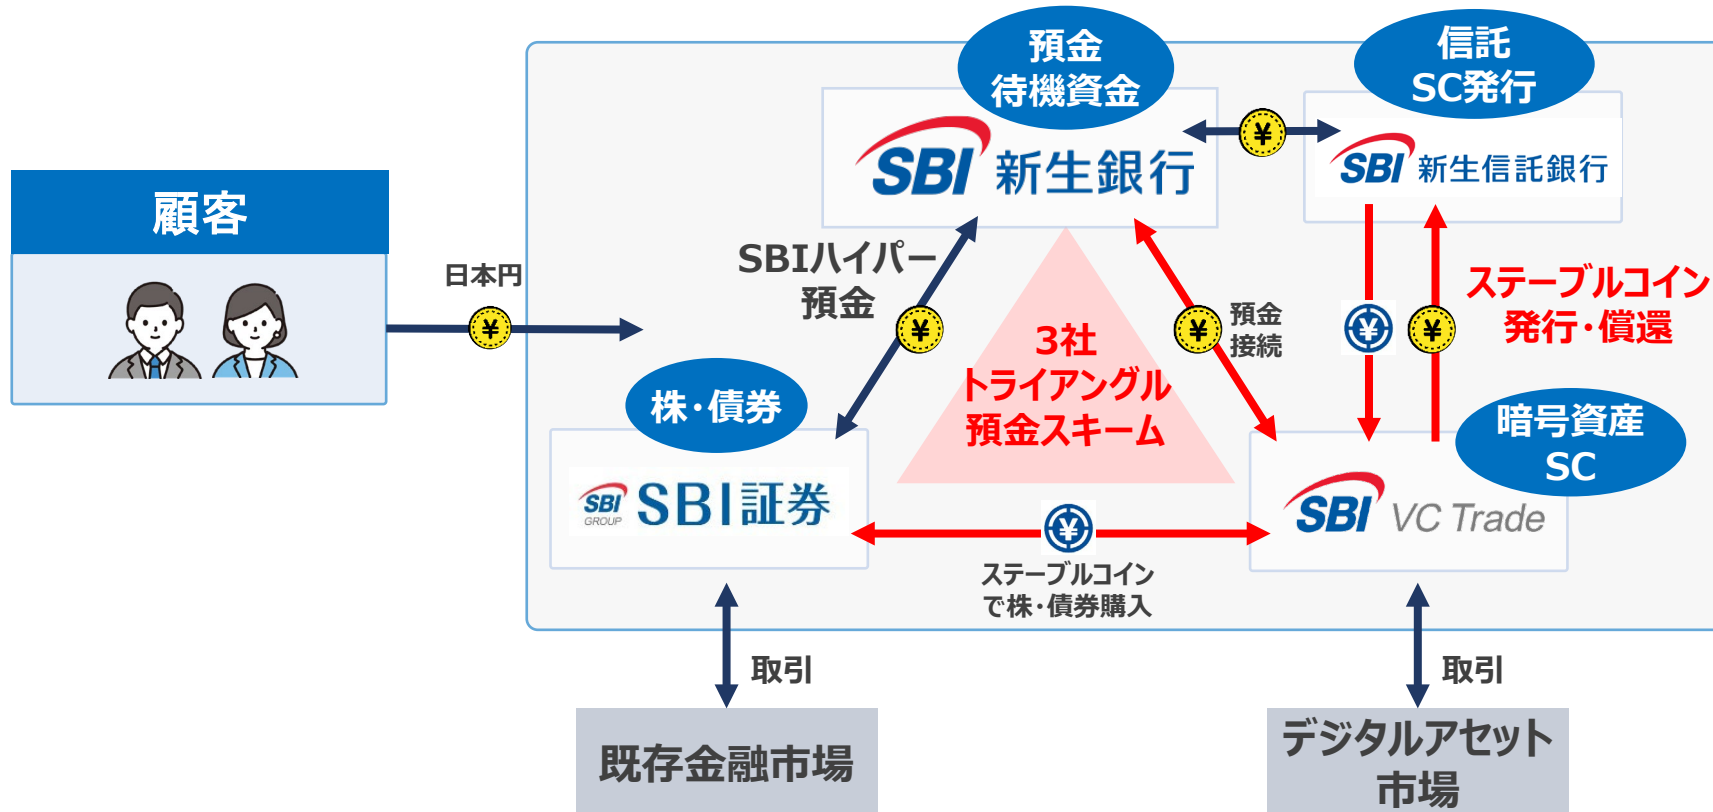 預金
待機資金
信託
SC発行
SBI 新生銀行
¥
SBI 新生信託銀行
顧客
日本円
¥
SBIハイパー
預金
¥
¥
預金
接続
¥
¥
ステーブルコイン
発行・償還
3社
トライアングル
預金スキーム
株・債券
暗号資産
SC
SBI
GROUP
SBI証券
SBI VC Trade
¥
ステーブルコイン
で株・債券購入
取引
取引
既存金融市場
デジタルアセット
市場